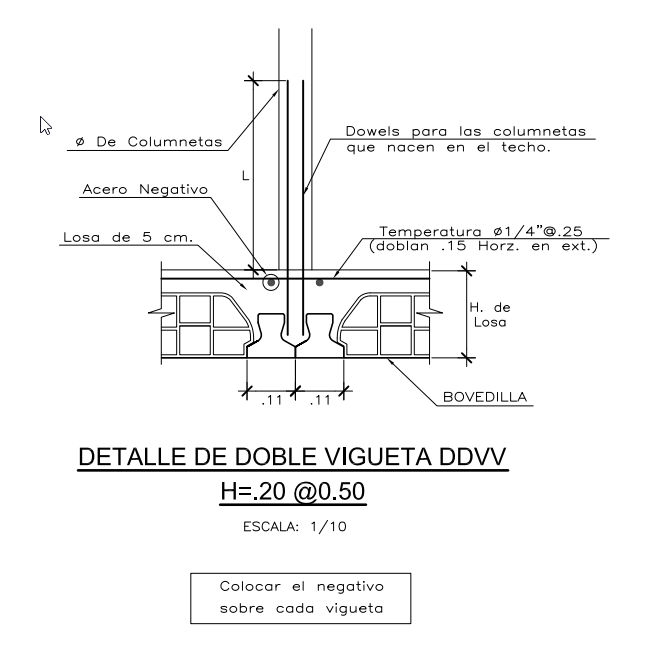 Dowels para las columnetas
que nacen en el techo.
ø De Columnetas
L
Acero Negativo
Losa de 5 cm.
Temperatura ø1/4"@.25
(doblan .15 Horz. en ext.)
H. de
Losa
.11
.11
BOVEDILLA
DETALLE DE DOBLE VIGUETA DDVV
H=.20 @0.50
ESCALA: 1/10
Colocar el negativo
sobre cada vigueta